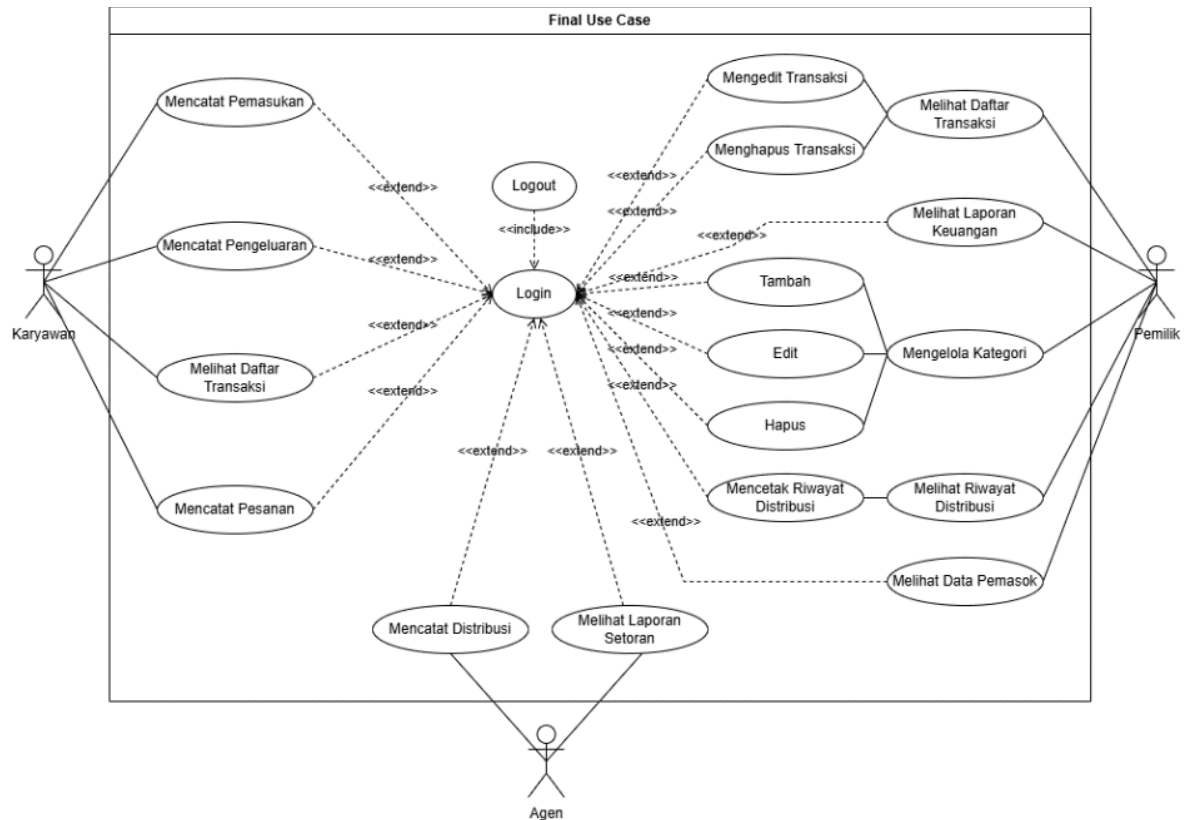 Final Use Case
Mencatat Pemasukan
Mengedit Transaksi
Melihat Daftar
Transaksi
Menghapus Transaksi
<<extend>>
Logout
<<extend>>
<<extend>>
<<include>>
Melihat Laporan
Keuangan
<<extend>>
Mencatat Pengeluaran
<<extend>>
<<extend>>
Login
Tambah
Karyawan
Pemilik
<<extend>>
<<extend>>
Edit
Mengelola Kategori
Melihat Daftar
Transaksi
<<extend>>
<<extend>>
Hapus
<<extend>>
<<extend>>
Mencatat Pesanan
Mencetak Riwayat
Distribusi
Melihat Riwayat
Distribusi
<<extend>>
Melihat Data Pemasok
Mencatat Distribusi
Melihat Laporan
Setoran
Agen